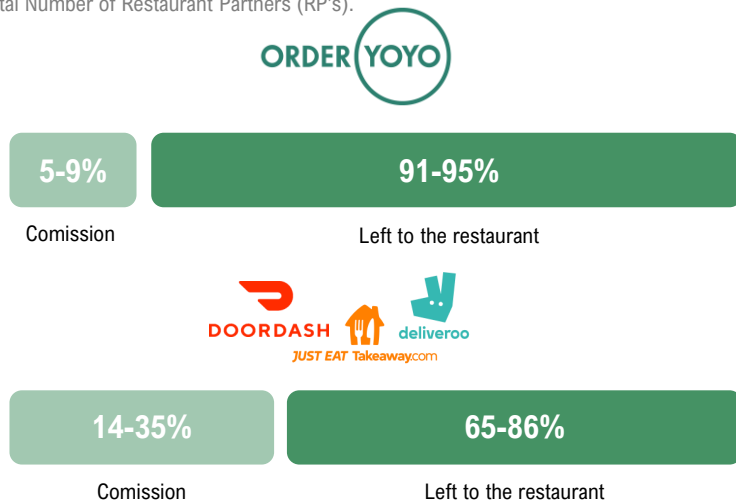 tal Number of Restaurant Partners (RP's).
ORDER YOYO
5-9% 91-95%
Comission Left to the restaurant
DOORDASH
deliveroo
JUST EAT Takeaway.com
14-35% 65-86%
Comission Left to the restaurant